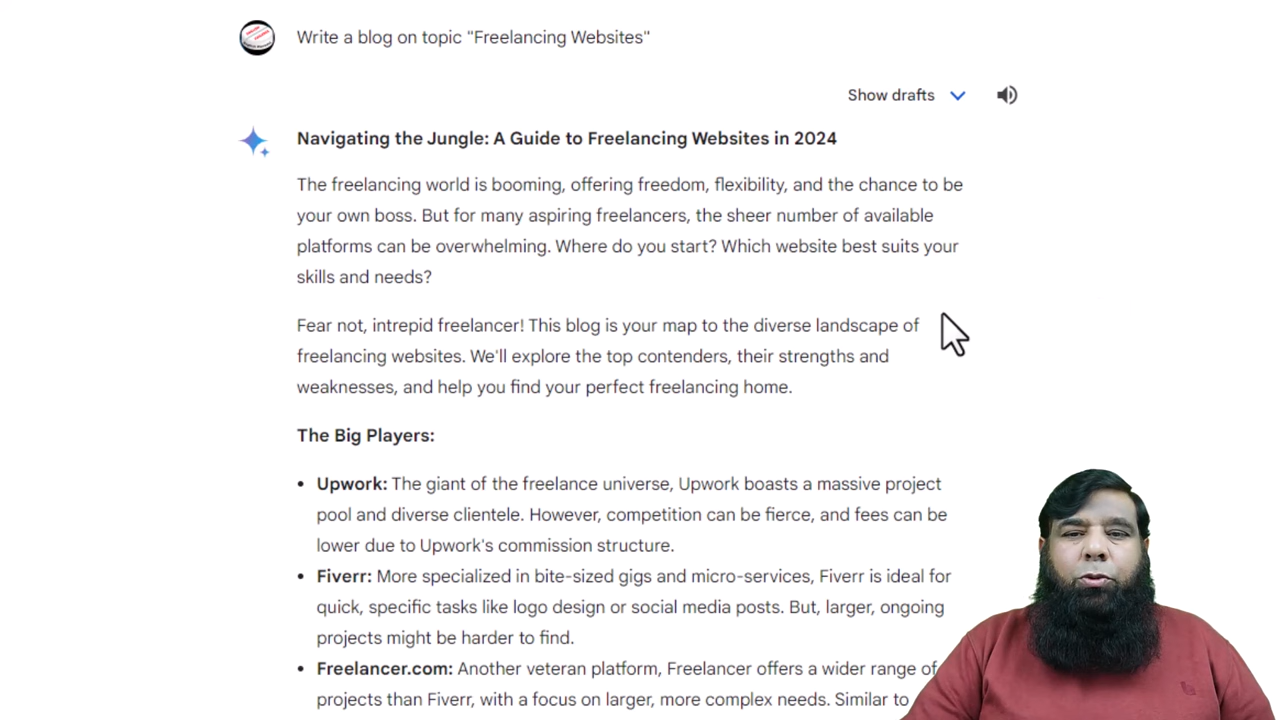 Write a blog on topic "Freelancing Websites"
Show drafts
Navigating the Jungle: A Guide to Freelancing Websites in 2024
The freelancing world is booming, offering freedom, flexibility, and the chance to be
your own boss. But for many aspiring freelancers, the sheer number of available
platforms can be overwhelming. Where do you start? Which website best suits your
skills and needs?
Fear not, intrepid freelancer! This blog is your map to the diverse landscape of
freelancing websites. We'll explore the top contenders, their strengths and
weaknesses, and help you find your perfect freelancing home.
The Big Players:
• Upwork: The giant of the freelance universe, Upwork boasts a massive project
pool and diverse clientele. However, competition can be fierce, and fees can be
lower due to Upwork's commission structure.
• Fiverr: More specialized in bite-sized gigs and micro-services, Fiverr is ideal for
quick, specific tasks like logo design or social media posts. But, larger, ongoing
projects might be harder to find.
• Freelancer.com: Another veteran platform, Freelancer offers a wider range of
projects than Fiverr, with a focus on larger, more complex needs. Similar to